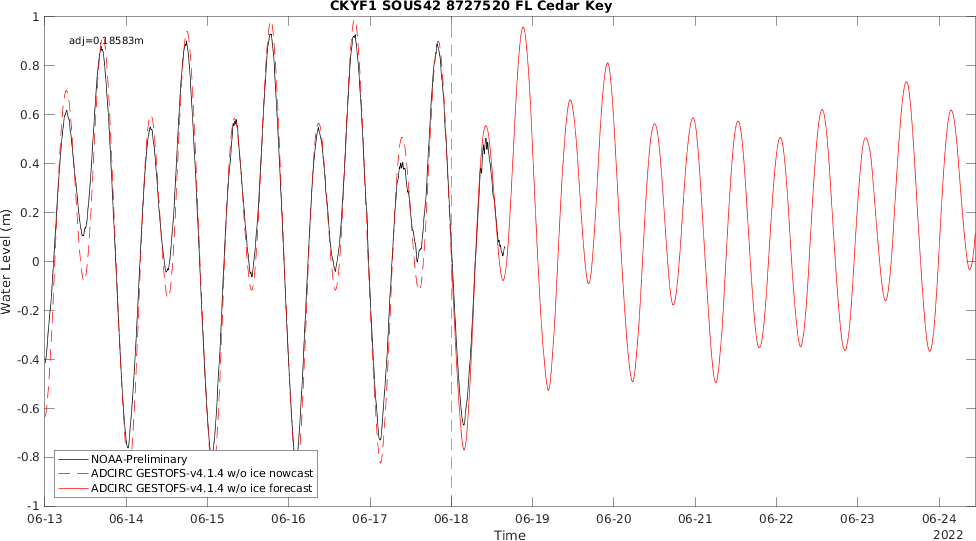 CKYF1 SOUS42 8727520 FL Cedar Key
adj=0.18583m
Water Level (m)
1
0.8
0.6
0.4
0.2
0
-0.2
-0.4
-0.6
-0.8
-1
NOAA-Preliminary
ADCIRC GESTOFS-v4.1.4 w/o ice nowcast
ADCIRC GESTOFS-v4.1.4 w/o ice forecast
06-13 06-14 06-15 06-16 06-17 06-18 06-19 06-20 06-21 06-22 06-23 06-24
Time
2022